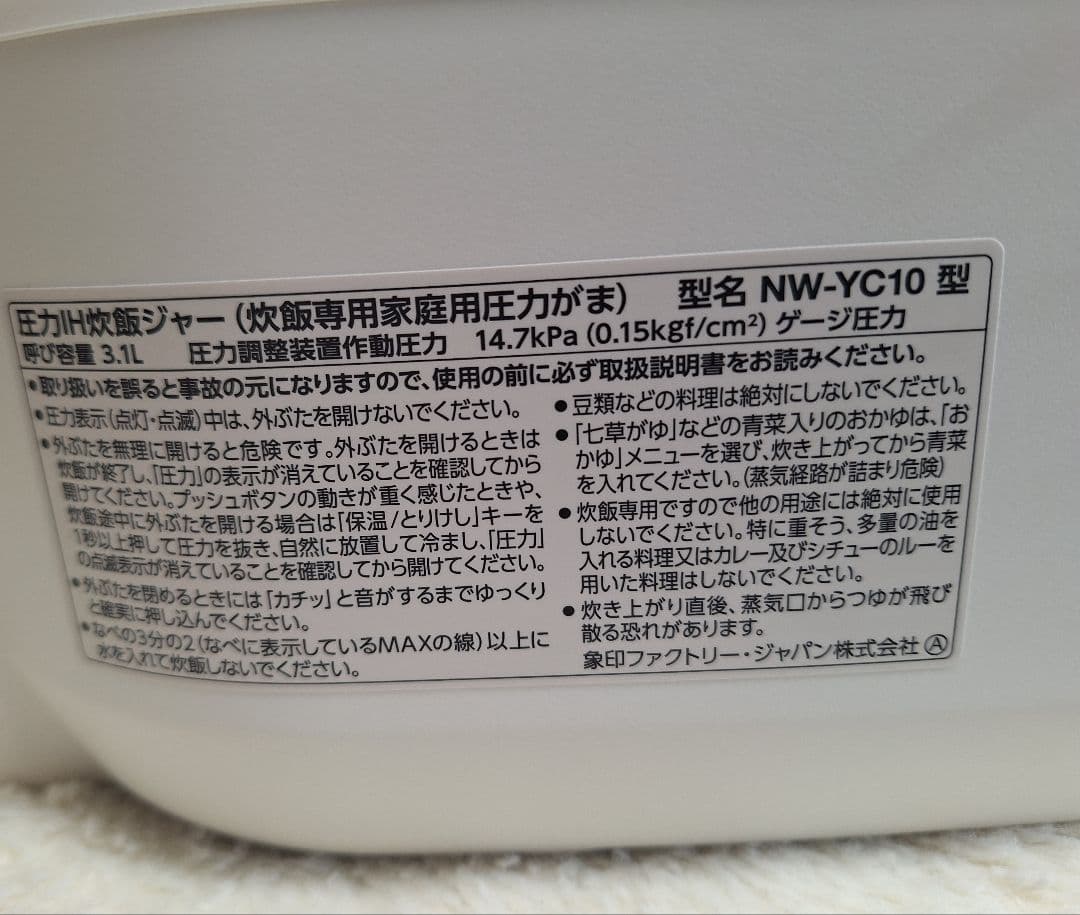 圧力IH炊飯ジャー(炊飯専用家庭用圧力がま) 型名 NW-YC10 型
呼び容量 3.1L 圧力調整装置作動圧力 14.7kPa (0.15kgf/cm²) ゲージ圧力
●取り扱いを誤ると事故の元になりますので、使用の前に必ず取扱説明書をお読みください。
●圧力表示(点灯・点滅)中は、外ぶたを開けないでください。
●外ぶたを無理に開けると危険です。外ぶたを開けるときは
炊飯が終了し、「圧力」の表示が消えていることを確認してから
開けてください。プッシュボタンの動きが重く感じたときや、
炊飯途中に外ぶたを開ける場合は「保温/とりけし」キーを
1秒以上押して圧力を抜き、自然に放置して冷まし、「圧力」
の点滅表示が消えていることを確認してから開けてください。
●外ぶたを閉めるときには「カチッ」と音がするまでゆっくり
と確実に押し込んでください。
●なべの3分の2(なべに表示しているMAXの線)以上に
水を入れて炊飯しないでください。
●豆類などの料理は絶対にしないでください。
●「七草がゆ」などの青菜入りのおかゆは、「お
かゆ」メニューを選び、炊き上がってから青菜
を入れてください。(蒸気経路が詰まり危険)
●炊飯専用ですので他の用途には絶対に使用
しないでください。特に重そう、多量の油を
入れる料理又はカレー及びシチューのルーを
用いた料理はしないでください。
●炊き上がり直後、蒸気口からつゆが飛び
散る恐れがあります。
象印ファクトリー・ジャパン株式会社 Ⓐ